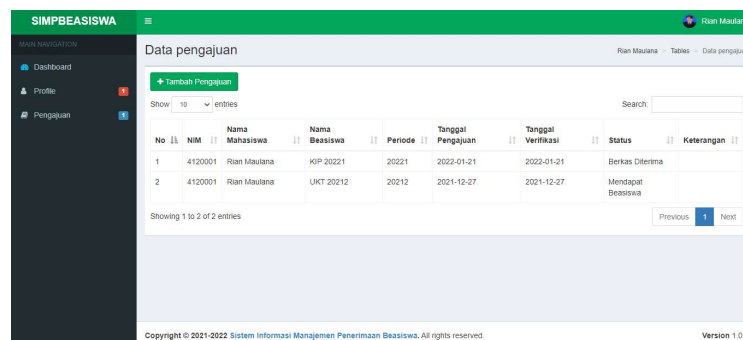 SIMPBEASISWA
Rian Maulan
MAIN NAVIGATION
Dashboard
Profile 1
Pengajuan 1
Data pengajuan
Rian Maulana > Tables > Data pengaju
+ Tambah Pengajuan
Show 10 entries
Search:
No NIM Nama Mahasiswa Nama Beasiswa Periode Tanggal Pengajuan Tanggal Verifikasi Status Keterangan
1 4120001 Rian Maulana KIP 20221 20221 2022-01-21 2022-01-21 Berkas Diterima
2 4120001 Rian Maulana UKT 20212 20212 2021-12-27 2021-12-27 Mendapat Beasiswa
Showing 1 to 2 of 2 entries
Previous 1 Next
Copyright © 2021-2022 Sistem Informasi Manajemen Penerimaan Beasiswa. All rights reserved.
Version 1.0